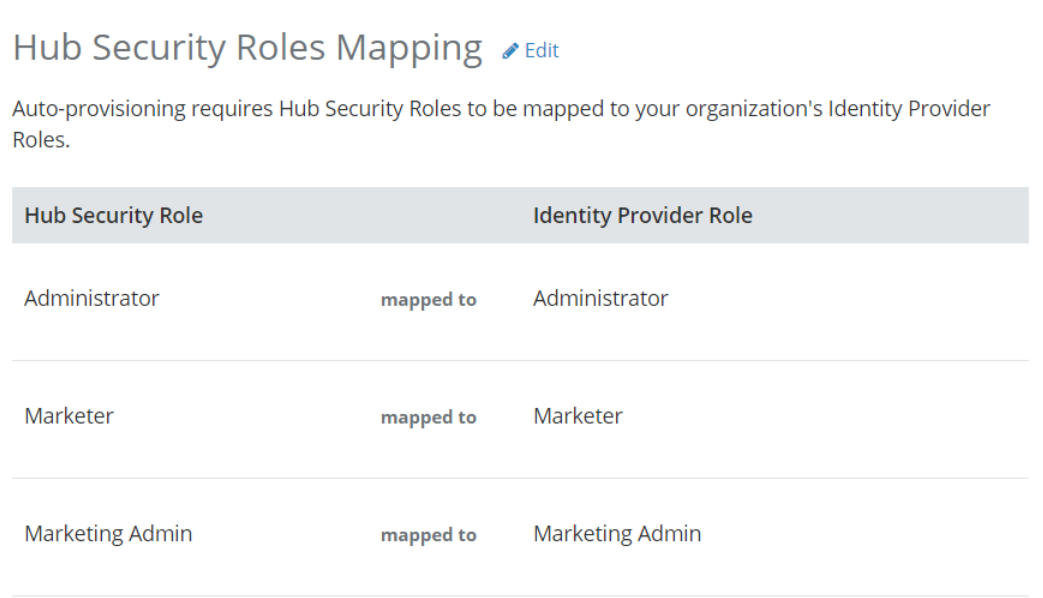 Hub Security Roles Mapping Edit
Auto-provisioning requires Hub Security Roles to be mapped to your organization's Identity Provider
Roles.
Hub Security Role Identity Provider Role
Administrator mapped to Administrator
Marketer mapped to Marketer
Marketing Admin mapped to Marketing Admin